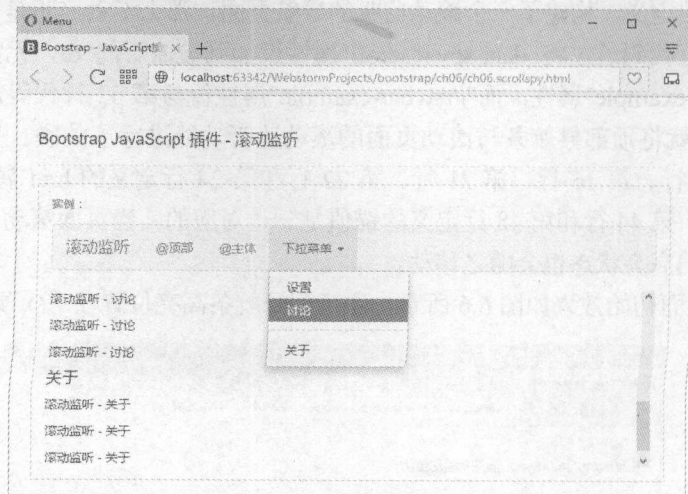 Menu
Bootstrap - JavaScript插
localhost:63342/WebstormProjects/bootstrap/ch06/ch06.scrollspy.html
Bootstrap JavaScript 插件 - 滚动监听
实例：
滚动监听 @顶部 @主体 下拉菜单
设置
讨论
关于
滚动监听 - 讨论
滚动监听 - 讨论
滚动监听 - 讨论
关于
滚动监听 - 关于
滚动监听 - 关于
滚动监听 - 关于